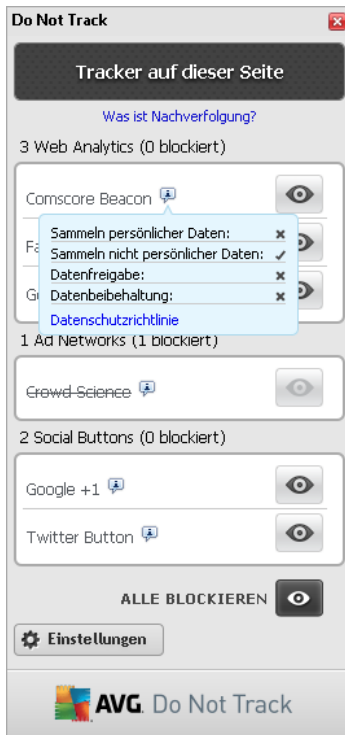 Do Not Track
Tracker auf dieser Seite
Was ist Nachverfolgung?
3 Web Analytics (0 blockiert)
Comscore Beacon
Sammeln persönlicher Daten:
Sammeln nicht persönlicher Daten:
Datenfreigabe:
Datenbeibehaltung:
Datenschutzrichtlinie
1 Ad Networks (1 blockiert)
Crowd Science
2 Social Buttons (0 blockiert)
Google +1
Twitter Button
ALLE BLOCKIEREN
Einstellungen
AVG. Do Not Track